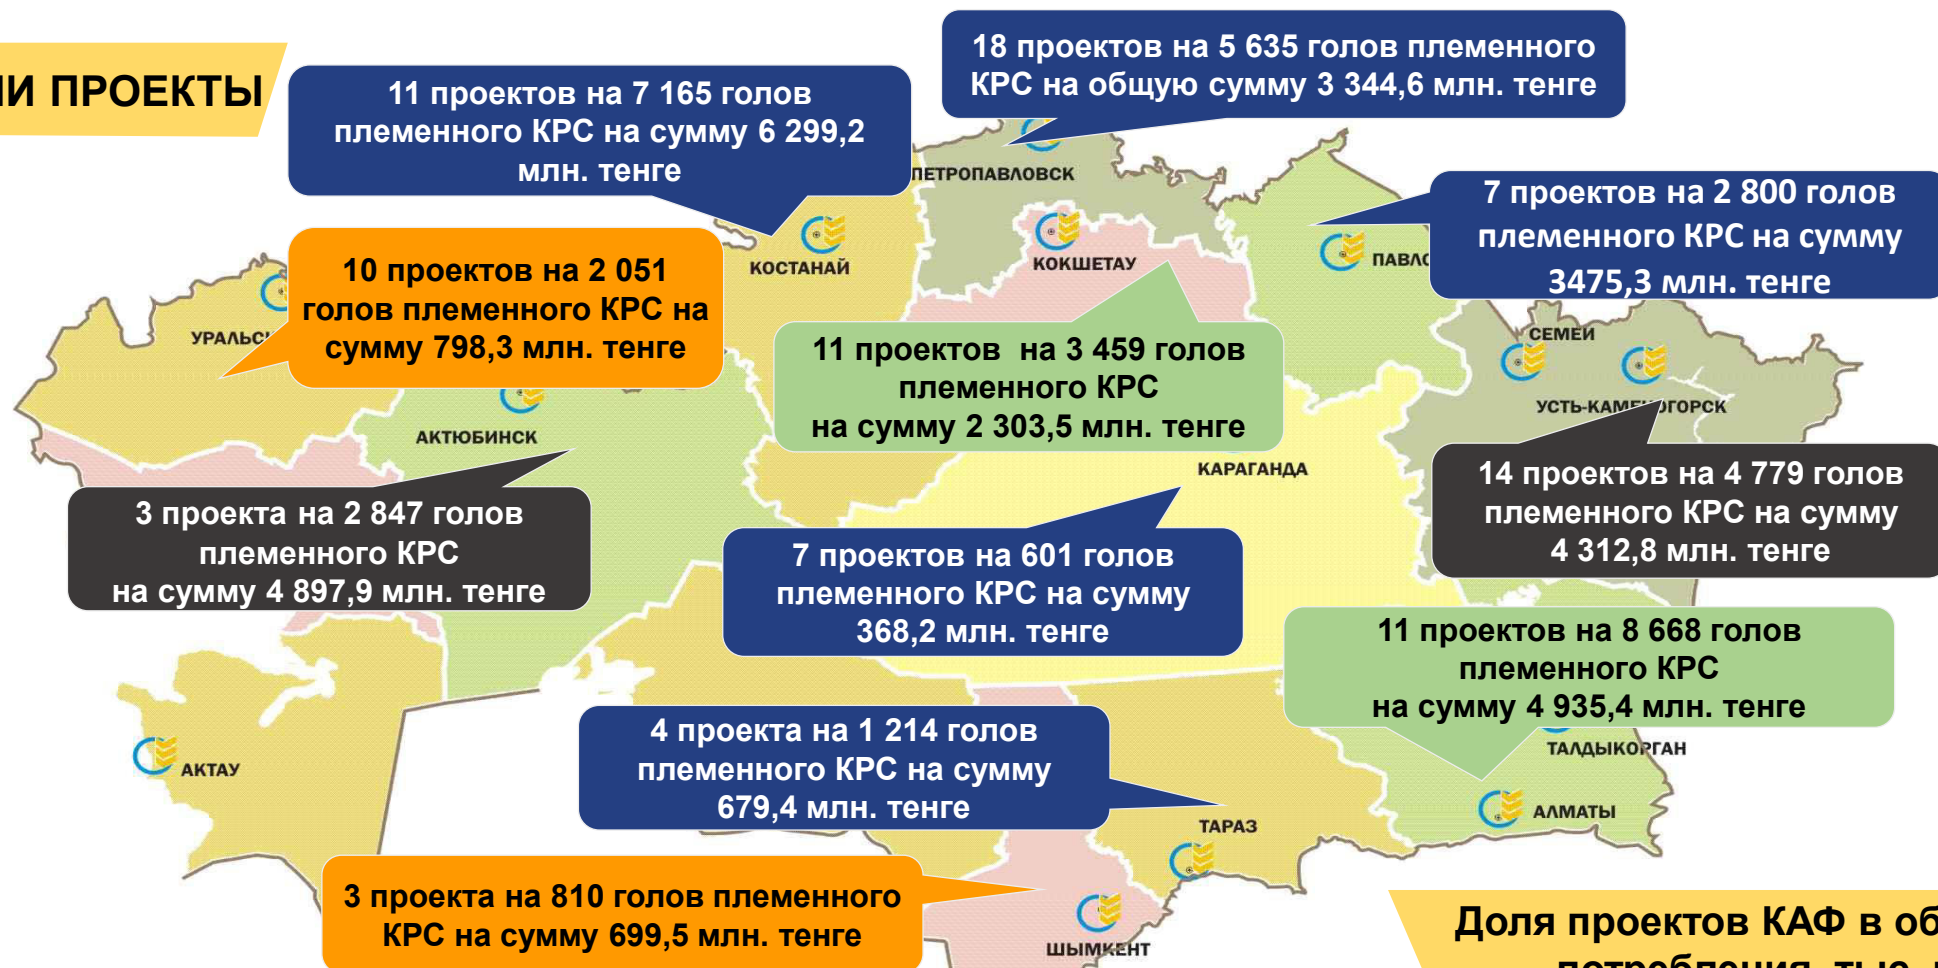 18 проектов на 5 635 голов племенного
КРС на общую сумму 3 344,6 млн. тенге
ПРОЕКТЫ
11 проектов на 7 165 голов
племенного КРС на сумму 6 299,2
млн. тенге
ПЕТРОПАВЛОВСК
7 проектов на 2 800 голов
племенного КРС на сумму
3475,3 млн. тенге
КОСТАНАЙ
КОКШЕТАУ
10 проектов на 2 051
голов племенного КРС на
сумму 798,3 млн. тенге
11 проектов на 3 459 голов
племенного КРС
на сумму 2 303,5 млн. тенге
СЕМЕЙ
УСТЬ-КАМЕНОГОРСК
АКТЮБИНСК
КАРАГАНДА
3 проекта на 2 847 голов
племенного КРС
на сумму 4 897,9 млн. тенге
14 проектов на 4 779 голов
племенного КРС на сумму
4 312,8 млн. тенге
7 проектов на 601 голов
племенного КРС на сумму
368,2 млн. тенге
11 проектов на 8 668 голов
племенного КРС
на сумму 4 935,4 млн. тенге
4 проекта на 1 214 голов
племенного КРС на сумму
679,4 млн. тенге
ТАЛДЫКОРГАН
АКТАУ
АЛМАТЫ
ТАРАЗ
3 проекта на 810 голов племенного
КРС на сумму 699,5 млн. тенге
ШЫМКЕНТ
Доля проектов КАФ в